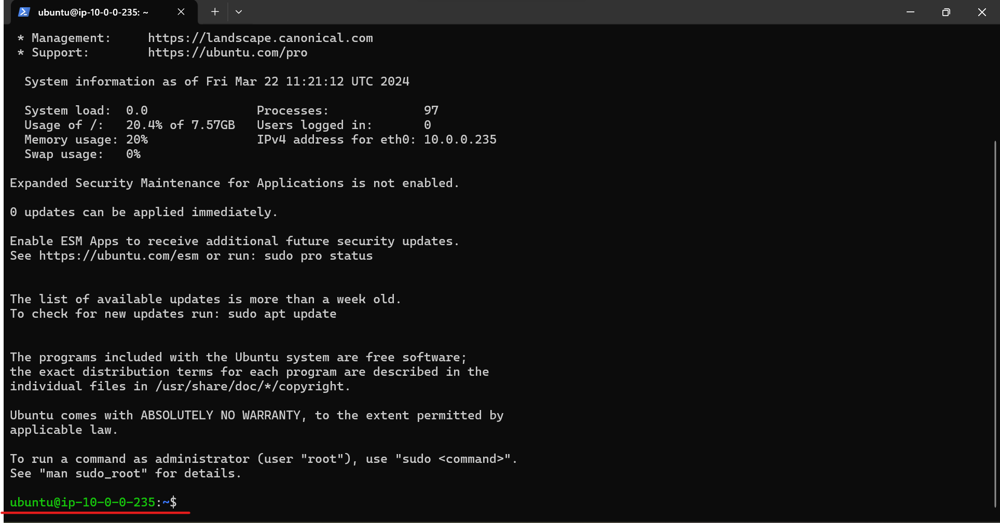 ubuntu@ip-10-0-0-235: ~
* Management:     https://landscape.canonical.com
* Support:        https://ubuntu.com/pro
System information as of Fri Mar 22 11:21:12 UTC 2024
System load:  0.0               Processes:             97
Usage of /:   20.4% of 7.57GB   Users logged in:       0
Memory usage: 20%               IPv4 address for eth0: 10.0.0.235
Swap usage:   0%
Expanded Security Maintenance for Applications is not enabled.
0 updates can be applied immediately.
Enable ESM Apps to receive additional future security updates.
See https://ubuntu.com/esm or run: sudo pro status
The list of available updates is more than a week old.
To check for new updates run: sudo apt update
The programs included with the Ubuntu system are free software;
the exact distribution terms for each program are described in the
individual files in /usr/share/doc/*/copyright.
Ubuntu comes with ABSOLUTELY NO WARRANTY, to the extent permitted by
applicable law.
To run a command as administrator (user "root"), use "sudo <command>".
See "man sudo_root" for details.
ubuntu@ip-10-0-0-235:~$